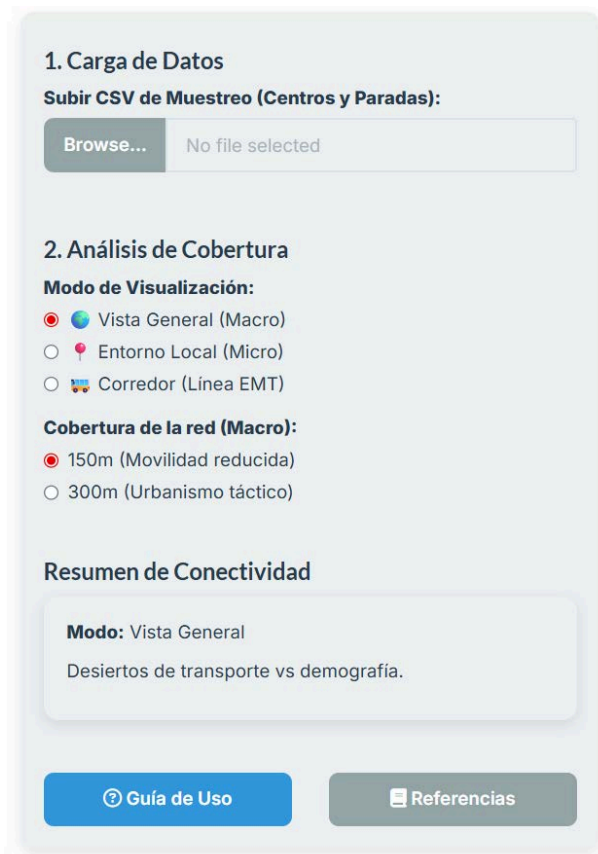 1. Carga de Datos
Subir CSV de Muestreo (Centros y Paradas):
Browse... No file selected
2. Análisis de Cobertura
Modo de Visualización:
Vista General (Macro)
Entorno Local (Micro)
Corredor (Línea EMT)
Cobertura de la red (Macro):
150m (Movilidad reducida)
300m (Urbanismo táctico)
Resumen de Conectividad
Modo: Vista General
Desiertos de transporte vs demografía.
Guía de Uso Referencias